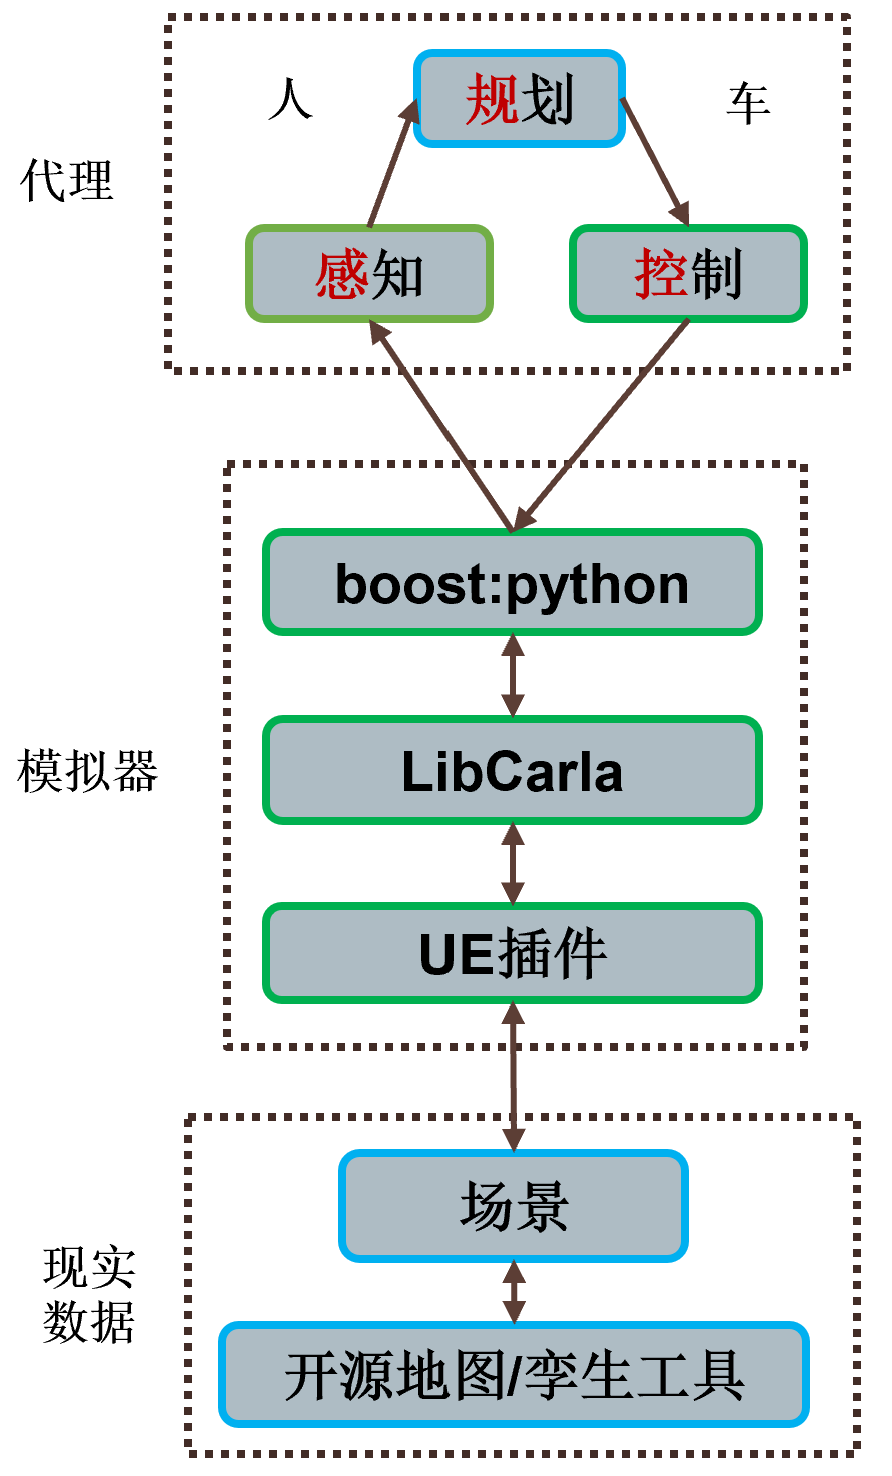 人
规划
车
代理
感知
控制
boost:python
模拟器
LibCarla
UE插件
场景
现实
数据
开源地图/孪生工具